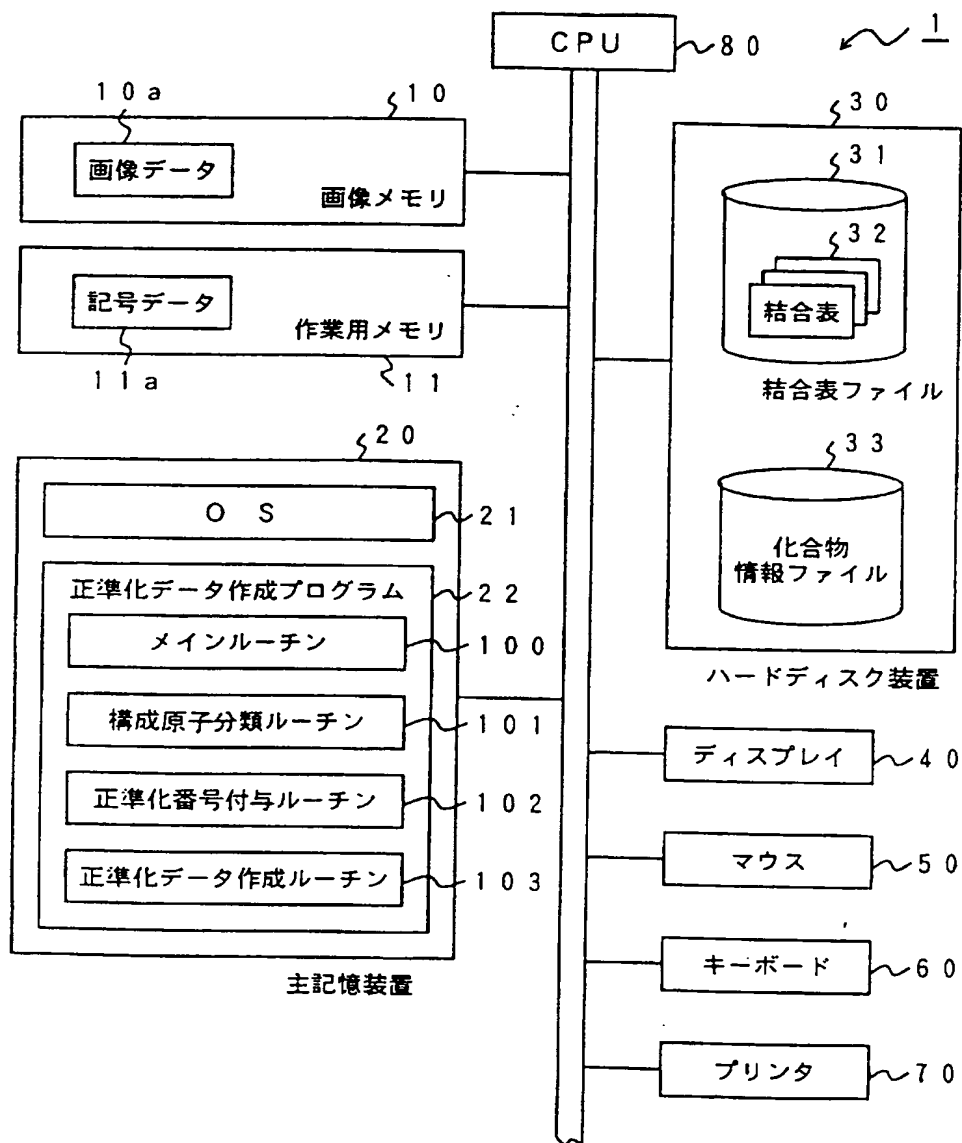 CPU
80
1
10a
10
画像データ
画像メモリ
記号データ
作業用メモリ
11a
11
20
OS
21
正準化データ作成プログラム
22
メインルーチン
100
構成原子分類ルーチン
101
正準化番号付与ルーチン
102
正準化データ作成ルーチン
103
主記憶装置
30
31
32
結合表
結合表ファイル
33
化合物
情報ファイル
ハードディスク装置
ディスプレイ
40
マウス
50
キーボード
60
プリンタ
70